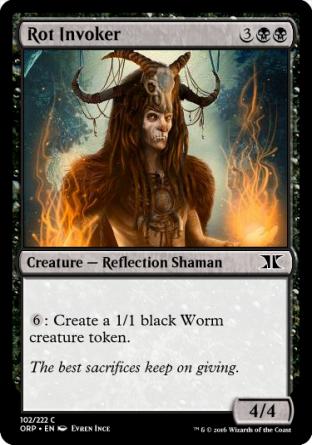 Rot Invoker 3
Creature — Reflection Shaman
6: Create a 1/1 black Worm
creature token.
The best sacrifices keep on giving.
4/4
102/222 C
ORP • EN Evren Ince
™ & © 2016 Wizards of the Coast